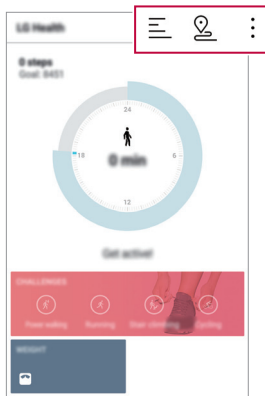 LG Health
0 steps
Goal: 8451
24
18
6
0 min
12
Get active!
CHALLENGES
Power walking Running Stair climbing Cycling
WEIGHT